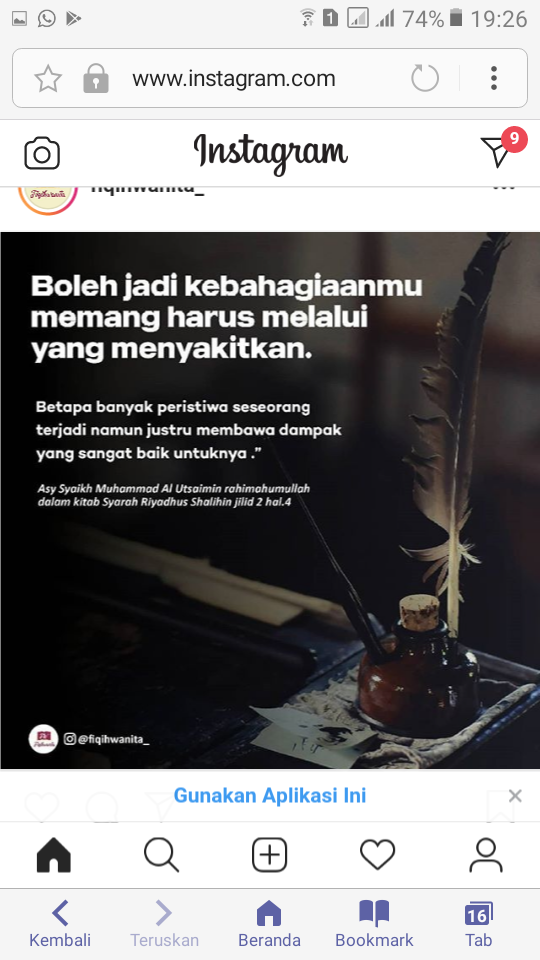 1 74% 19:26
www.instagram.com
Instagram
9
fiqihwanita_
Boleh jadi kebahagiaanmu
memang harus melalui
yang menyakitkan.
Betapa banyak peristiwa seseorang
terjadi namun justru membawa dampak
yang sangat baik untuknya .”
Asy Syaikh Muhammad Al Utsaimin rahimahumullah
dalam kitab Syarah Riyadhus Shalihin jilid 2 hal.4
@fiqihwanita_
Gunakan Aplikasi Ini
Kembali
Teruskan
Beranda
Bookmark
16
Tab